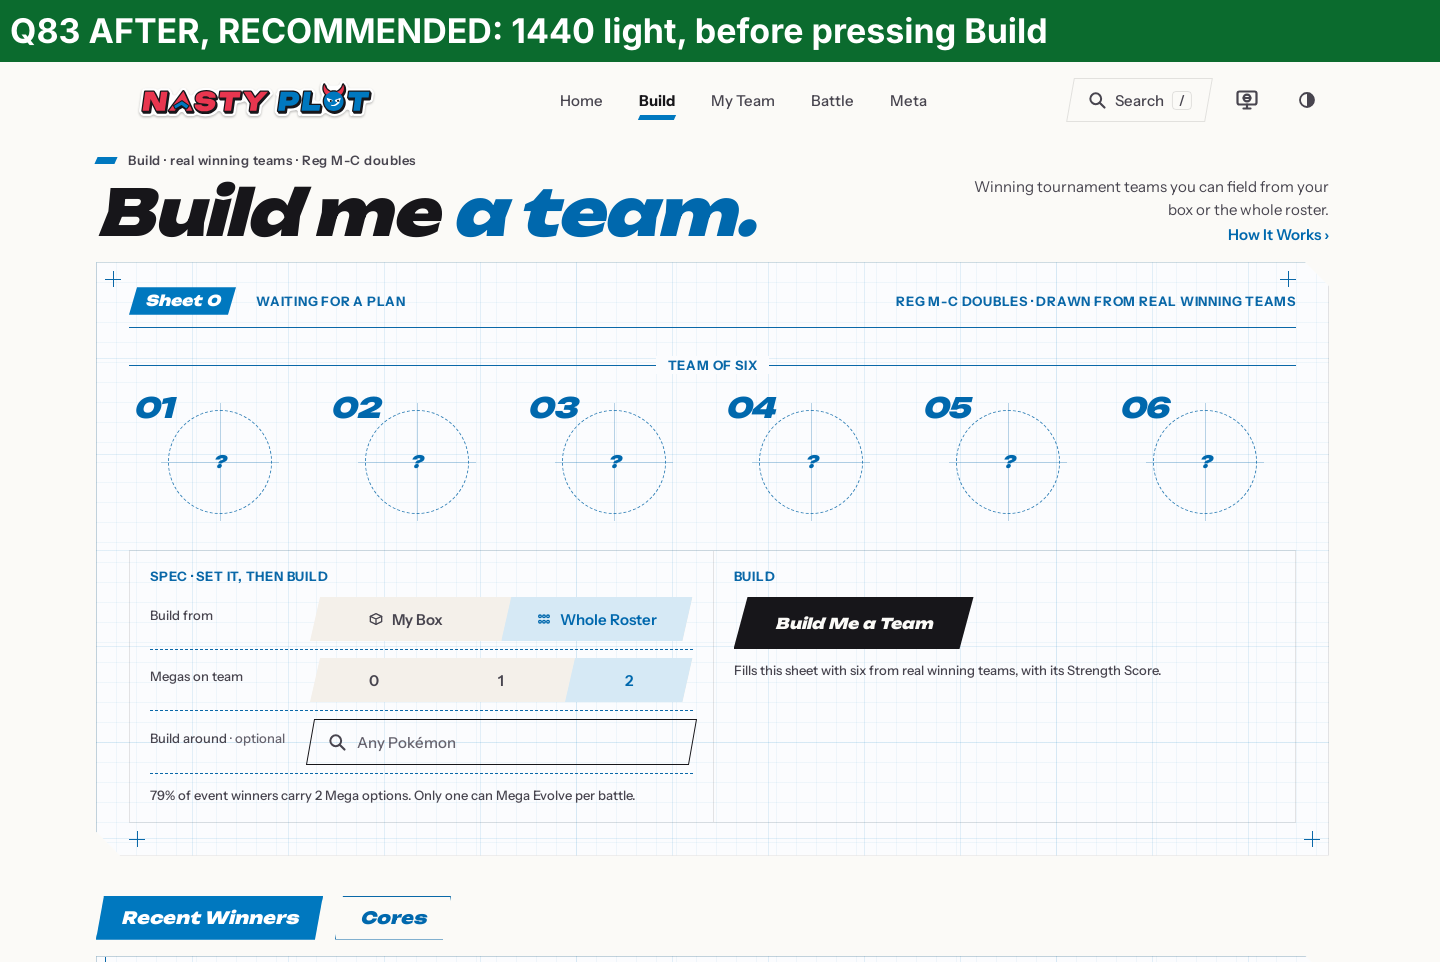 Q83 AFTER, RECOMMENDED: 1440 light, before pressing Build
NASTY PLOT
Home Build My Team Battle Meta
Search /
Build · real winning teams · Reg M-C doubles
Build me a team.
Winning tournament teams you can field from your
box or the whole roster.
How It Works ›
Sheet 0 WAITING FOR A PLAN REG M-C DOUBLES · DRAWN FROM REAL WINNING TEAMS
TEAM OF SIX
01 02 03 04 05 06
? ? ? ? ? ?
SPEC · SET IT, THEN BUILD
Build from My Box Whole Roster
Megas on team 0 1 2
Build around · optional Any Pokémon
79% of event winners carry 2 Mega options. Only one can Mega Evolve per battle.
BUILD
Build Me a Team
Fills this sheet with six from real winning teams, with its Strength Score.
Recent Winners Cores